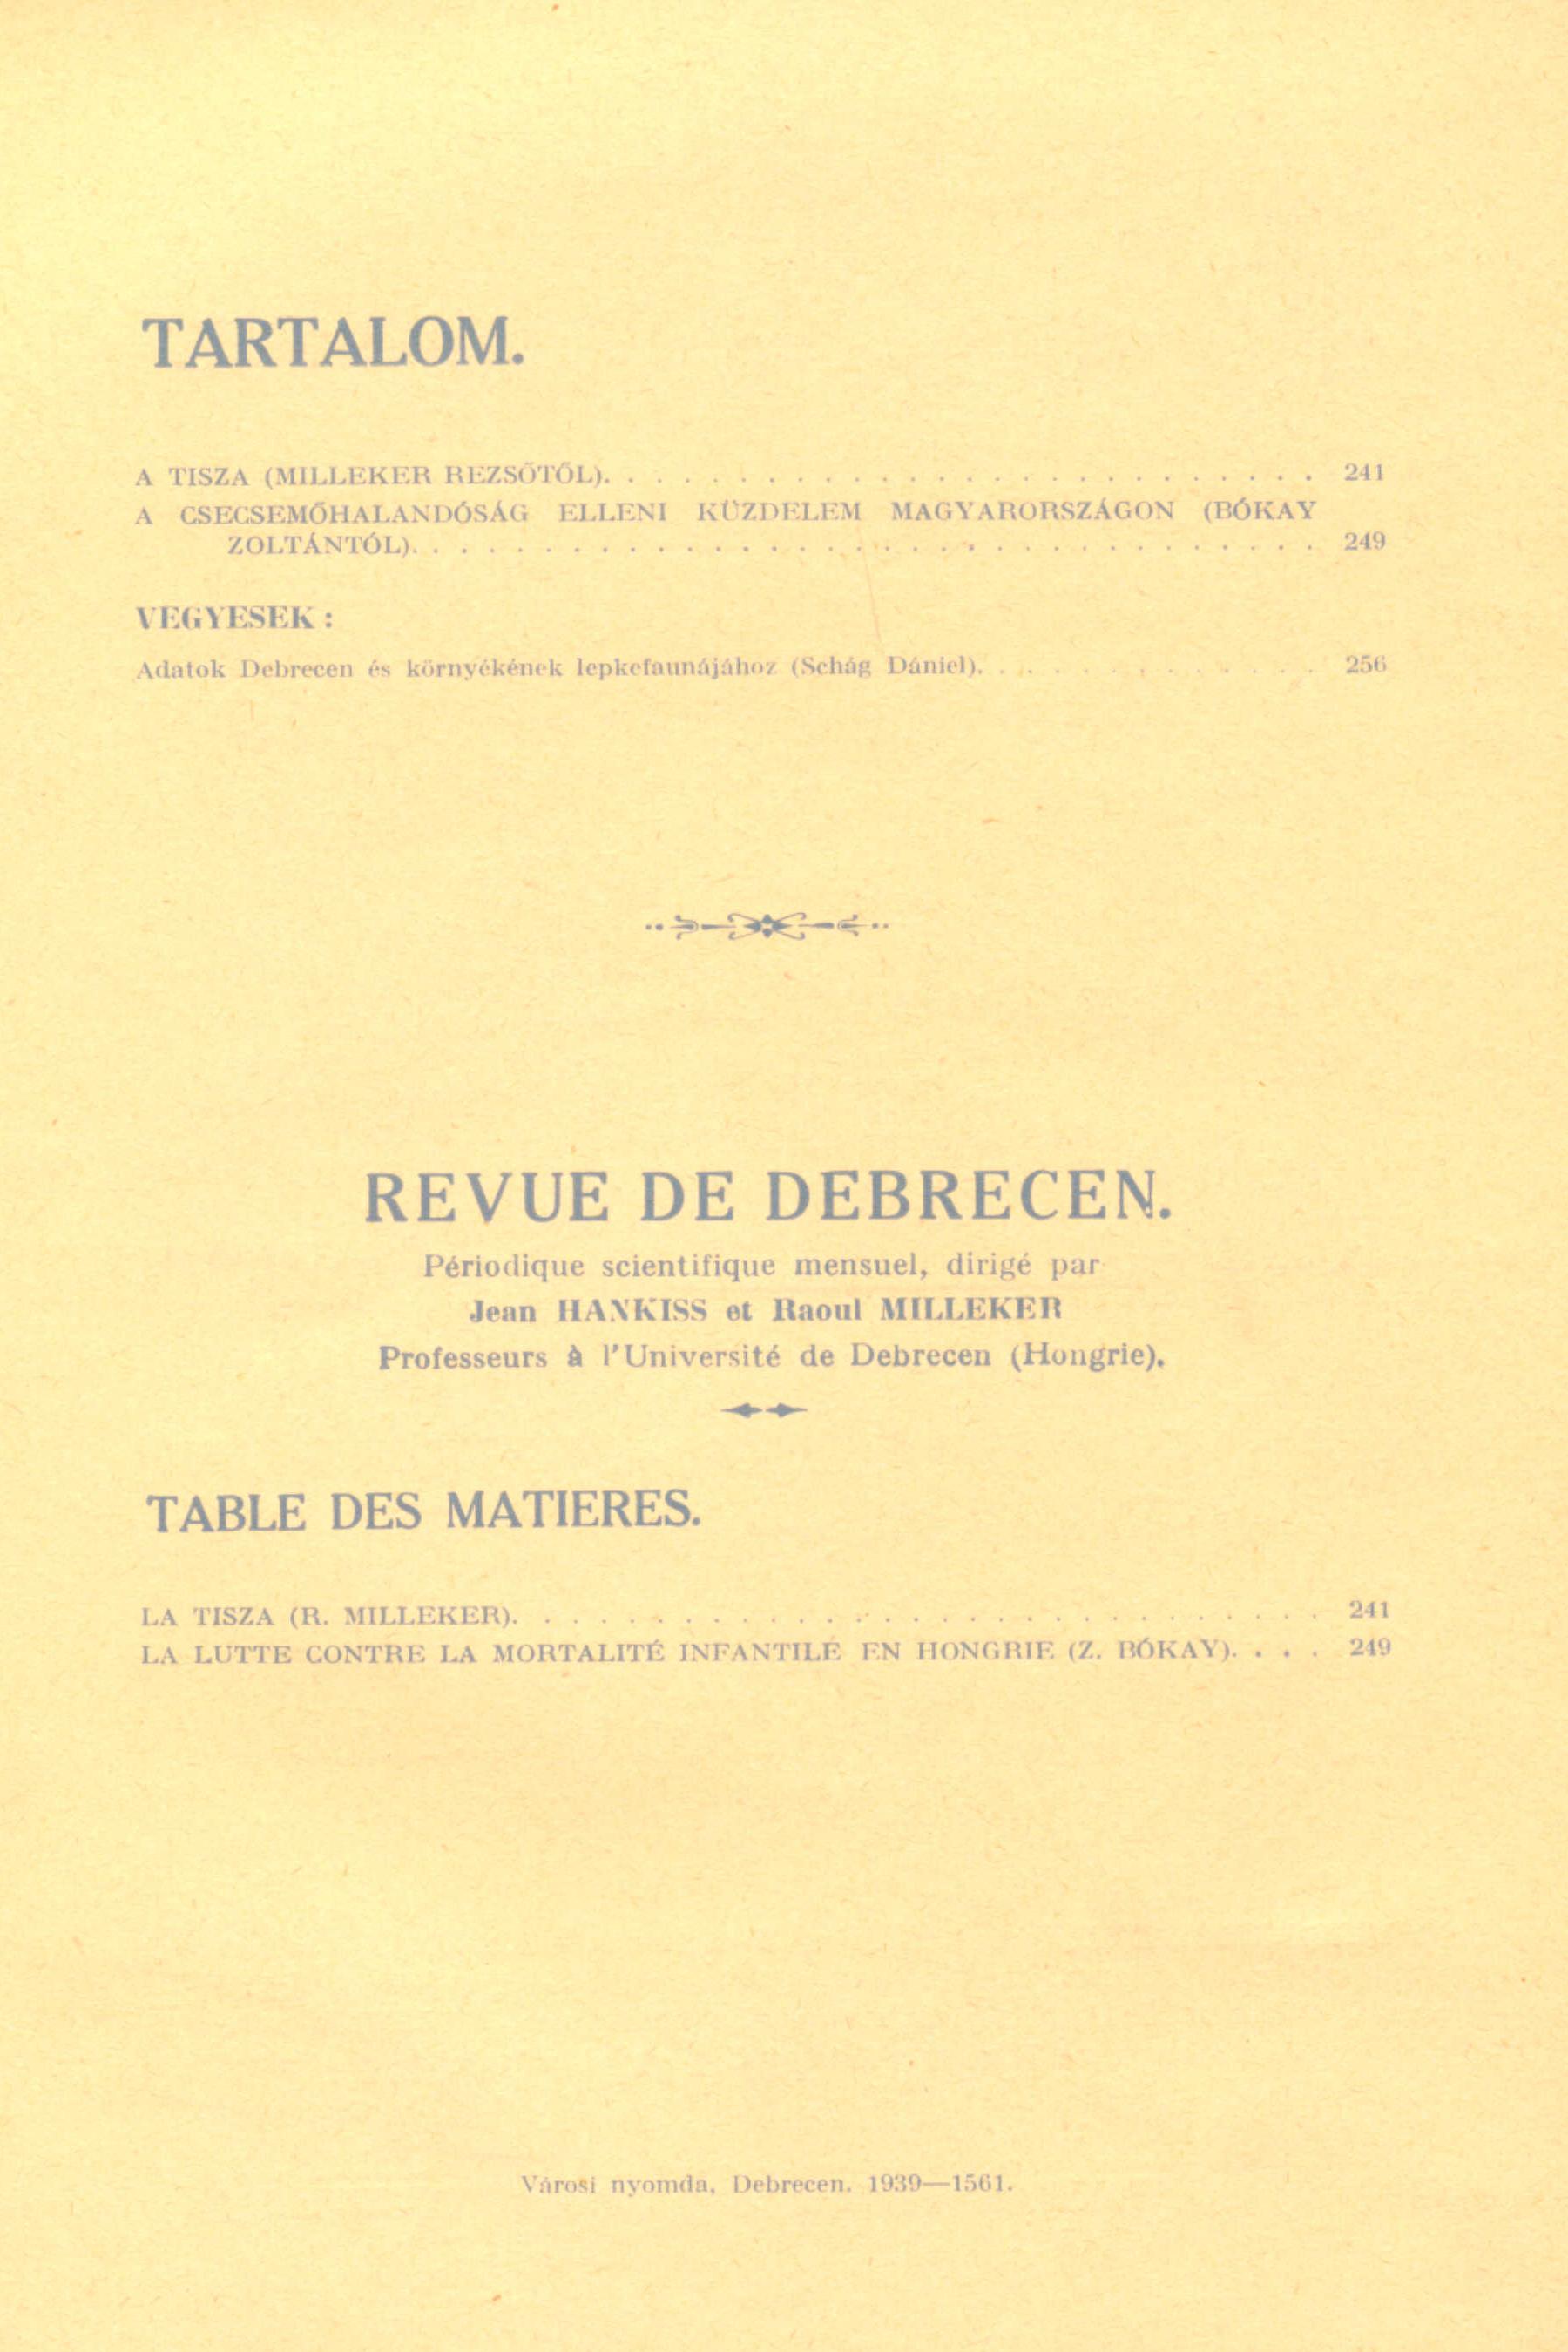 TARTALOM.
A TISZA (MILLEKER REZSŐTŐL). . . . . . . . . . . . . . . . . . . . . . . . . . 241
A CSECSEMŐHALANDÓSÁG ELLENI KÜZDELEM MAGYARORSZÁGON (BÓKAY
ZOLTÁNTÓL). . . . . . . . . . . . . . . . . . . . . . . . . . . . . . . . . 249
VEGYESEK :
Adatok Debrecen és környékének lepkefaunájához (Schág Dániel). . . . . . . . . . . . . 256
REVUE DE DEBRECEN.
Périodique scientifique mensuel, dirigé par
Jean HANKISS et Raoul MILLEKER
Professeurs à l'Université de Debrecen (Hongrie).
TABLE DES MATIERES.
LA TISZA (R. MILLEKER). . . . . . . . . . . . . . . . . . . . . . . . . . . . . 241
LA LUTTE CONTRE LA MORTALITÉ INFANTILE EN HONGRIE (Z. BÓKAY). . . . 249
Városi nyomda, Debrecen. 1939—1561.